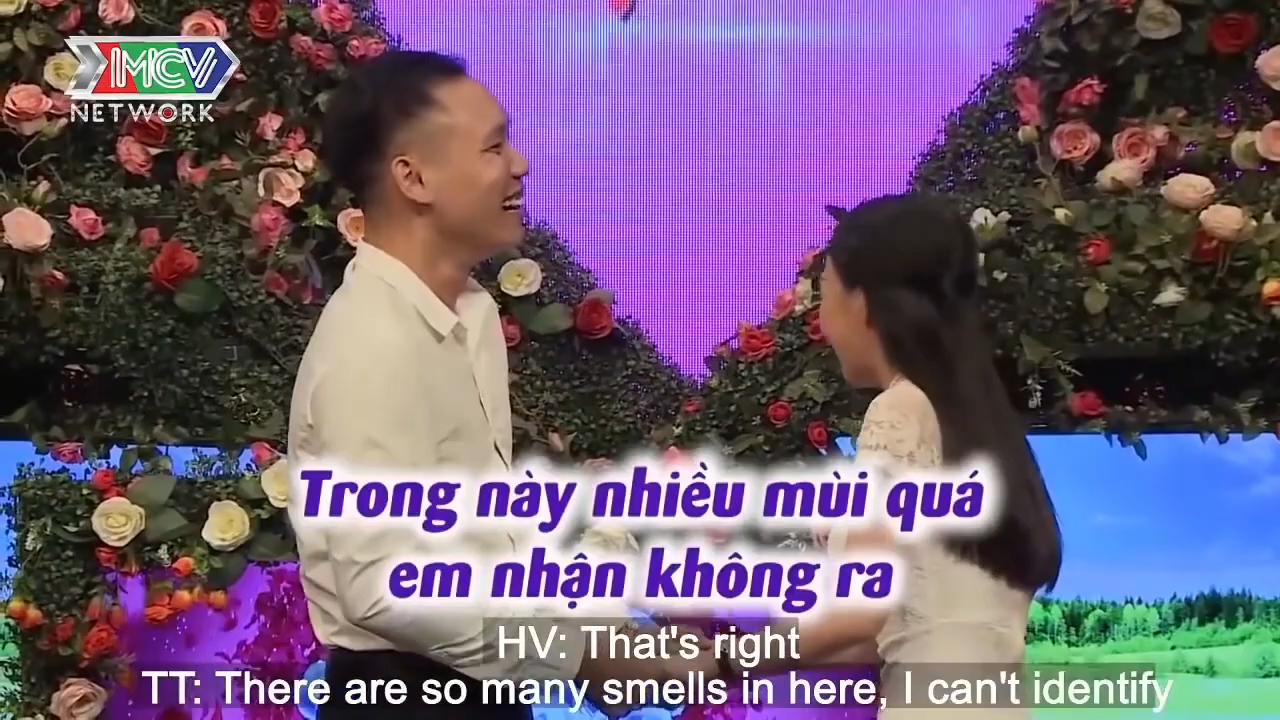 MCV
NETWORK
Trong này nhiều mùi quá
em nhận không ra
HV: That's right
TT: There are so many smells in here, I can't identify